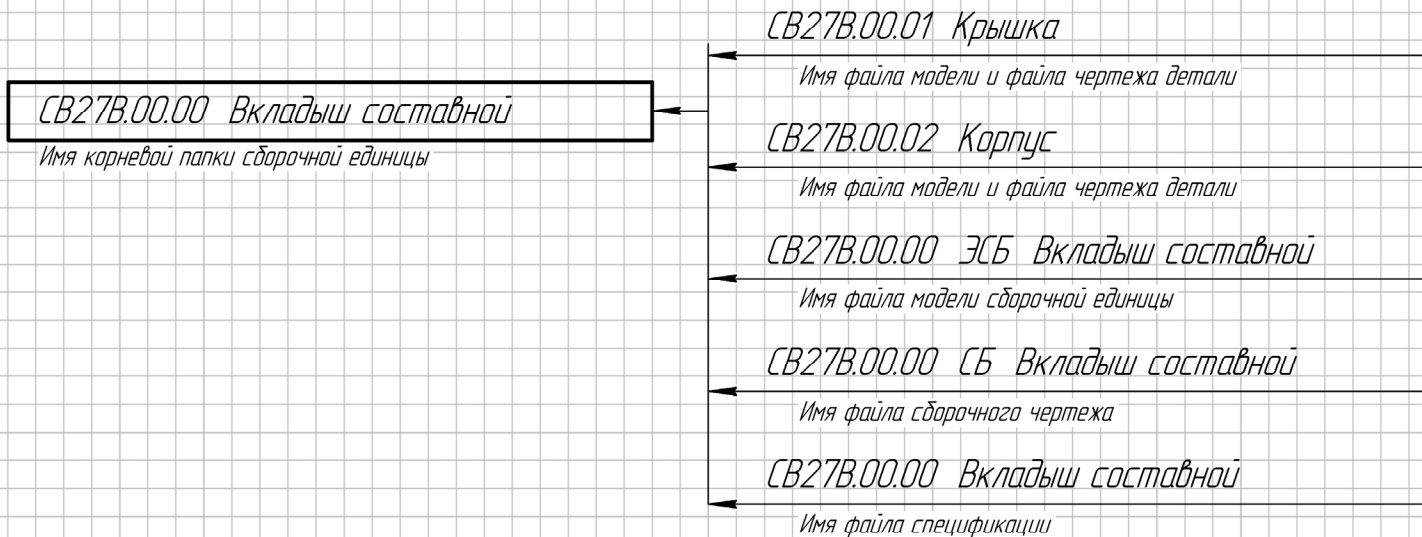 СВ27В.00.01 Крышка
Имя файла модели и файла чертежа детали
СВ27В.00.00 Вкладыш составной
Имя корневой папки сборочной единицы
СВ27В.00.02 Корпус
Имя файла модели и файла чертежа детали
СВ27В.00.00 ЭСБ Вкладыш составной
Имя файла модели сборочной единицы
СВ27В.00.00 СБ Вкладыш составной
Имя файла сборочного чертежа
СВ27В.00.00 Вкладыш составной
Имя файла спецификации